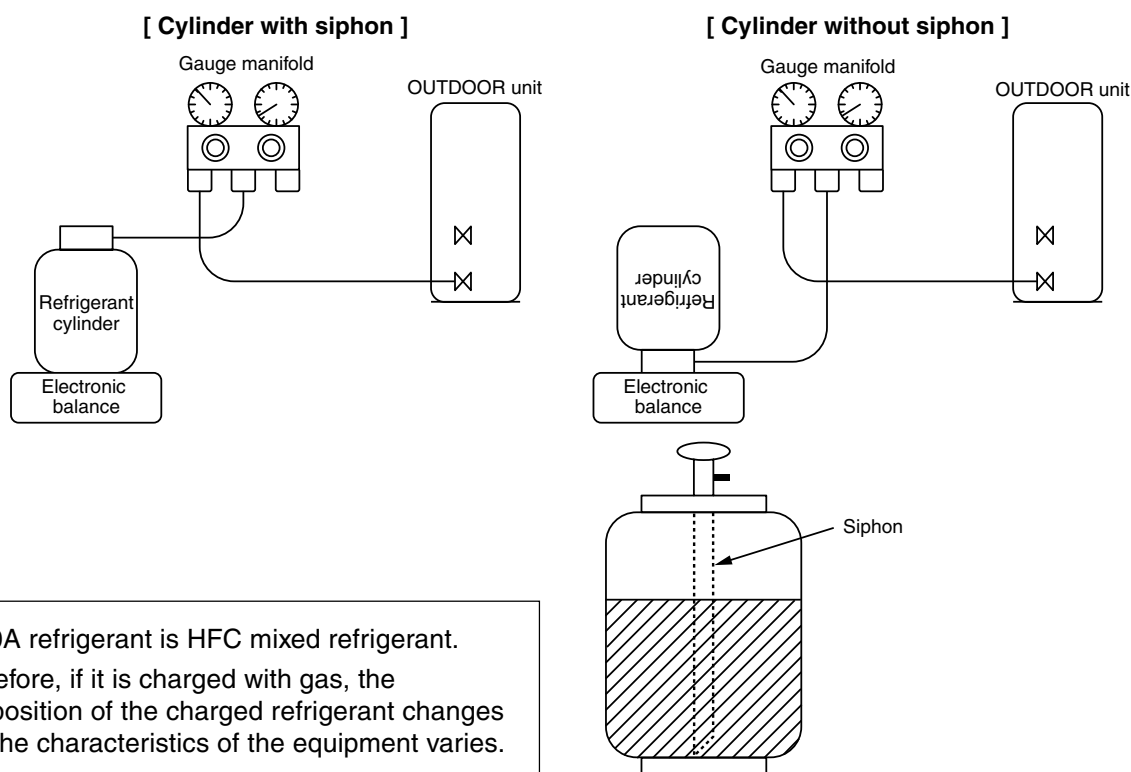 [ Cylinder with siphon ]
Gauge manifold
OUTDOOR unit
Refrigerant
cylinder
Electronic
balance
[ Cylinder without siphon ]
Gauge manifold
OUTDOOR unit
Refrigerant
cylinder
Electronic
balance
Siphon
refrigerant is HFC mixed refrigerant.
if it is charged with gas, the
of the charged refrigerant changes
the characteristics of the equipment varies.